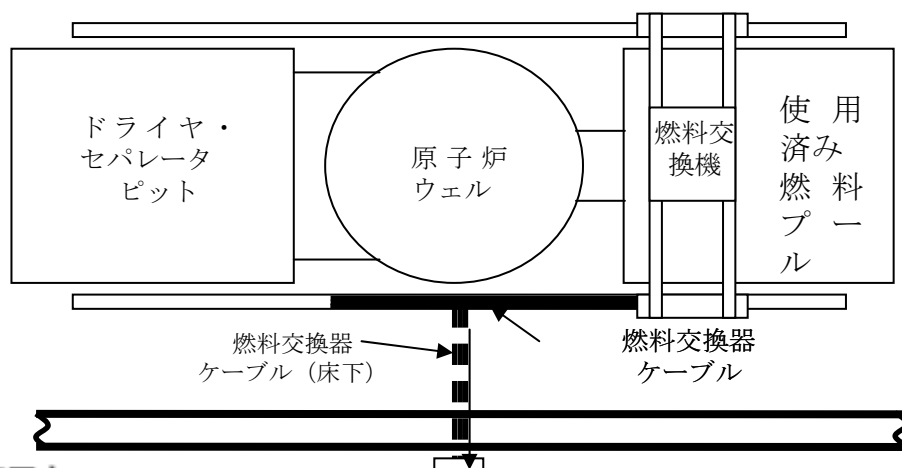 ドライヤ・
セパレータ
ピット
原子炉
ウェル
燃料交
換機
使用
済み
燃料
プー
ル
燃料交換器
ケーブル（床下）
燃料交換器
ケーブル